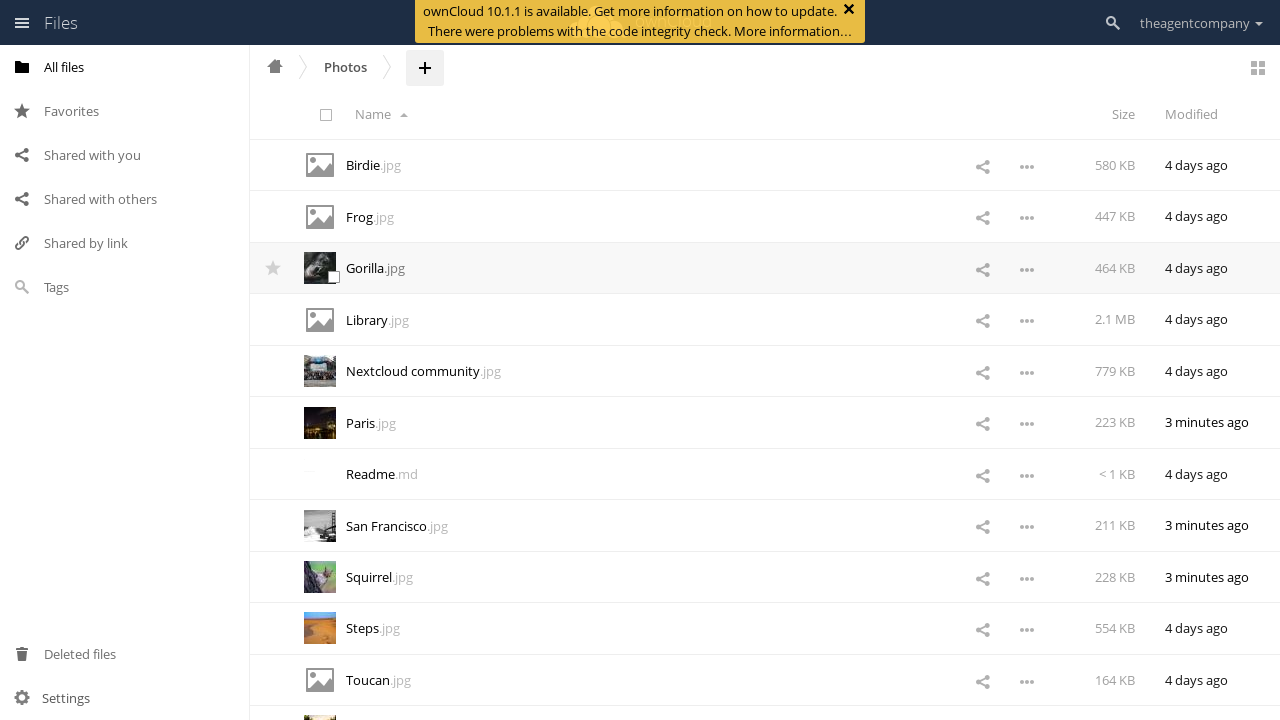 ownCloud 10.1.1 is available. Get more information on how to update.
There were problems with the code integrity check. More information…
Files
theagentcompany
All files
Favorites
Shared with you
Shared with others
Shared by link
Tags
Deleted files
Settings
Photos
Name Size Modified
Birdie.jpg 580 KB 4 days ago
Frog.jpg 447 KB 4 days ago
Gorilla.jpg 464 KB 4 days ago
Library.jpg 2.1 MB 4 days ago
Nextcloud community.jpg 779 KB 4 days ago
Paris.jpg 223 KB 3 minutes ago
Readme.md < 1 KB 4 days ago
San Francisco.jpg 211 KB 3 minutes ago
Squirrel.jpg 228 KB 3 minutes ago
Steps.jpg 554 KB 4 days ago
Toucan.jpg 164 KB 4 days ago